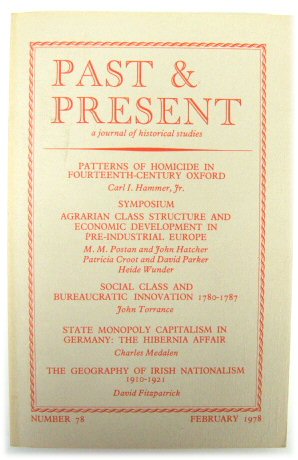 PAST &
PRESENT
a journal of historical studies
PATTERNS OF HOMICIDE IN
FOURTEENTH-CENTURY OXFORD
Carl I. Hammer, Jr.
SYMPOSIUM
AGRARIAN CLASS STRUCTURE AND
ECONOMIC DEVELOPMENT IN
PRE-INDUSTRIAL EUROPE
M. M. Postan and John Hatcher
Patricia Croot and David Parker
Heide Wunder
SOCIAL CLASS AND
BUREAUCRATIC INNOVATION 1780-1787
John Torrance
STATE MONOPOLY CAPITALISM IN
GERMANY: THE HIBERNIA AFFAIR
Charles Medalen
THE GEOGRAPHY OF IRISH NATIONALISM
1910-1921
David Fitzpatrick
NUMBER 78 FEBRUARY 1978